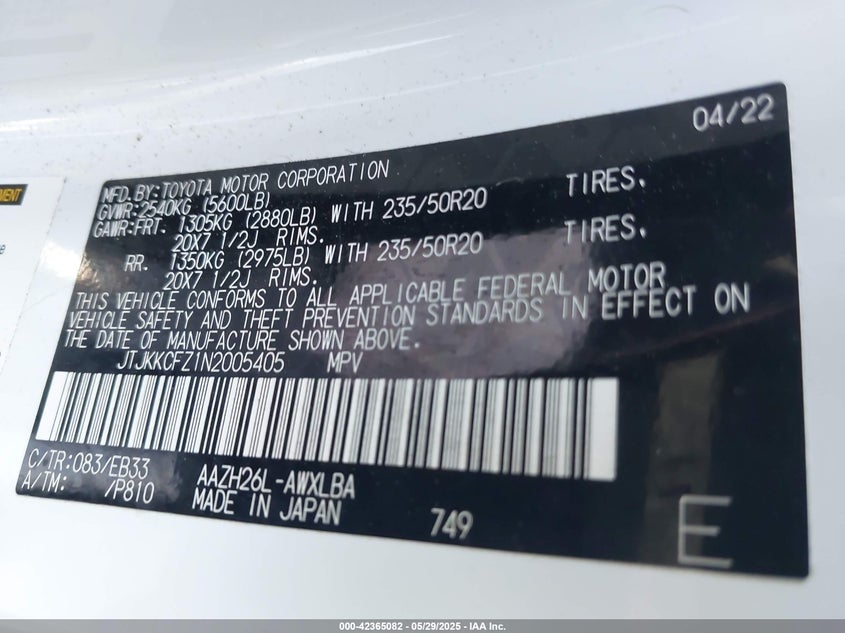 04/22
MFD. BY: TOYOTA MOTOR CORPORATION
GVWR: 2540KG (5600LB)
GAWR: FRT. 1305KG (2880LB) WITH 235/50R20 TIRES.
20X7 1/2J RIMS.
RR. 1350KG (2975LB) WITH 235/50R20 TIRES.
20X7 1/2J RIMS.
THIS VEHICLE CONFORMS TO ALL APPLICABLE FEDERAL MOTOR
VEHICLE SAFETY AND THEFT PREVENTION STANDARDS IN EFFECT ON
THE DATE OF MANUFACTURE SHOWN ABOVE.
JTJKKCFZ1N2005405 MPV
C/TR: 083/EB33 AAZH26L-AWXLBA
A/TM: /P810 MADE IN JAPAN 749 E
000-42365082 - 05/29/2025 - IAA Inc.